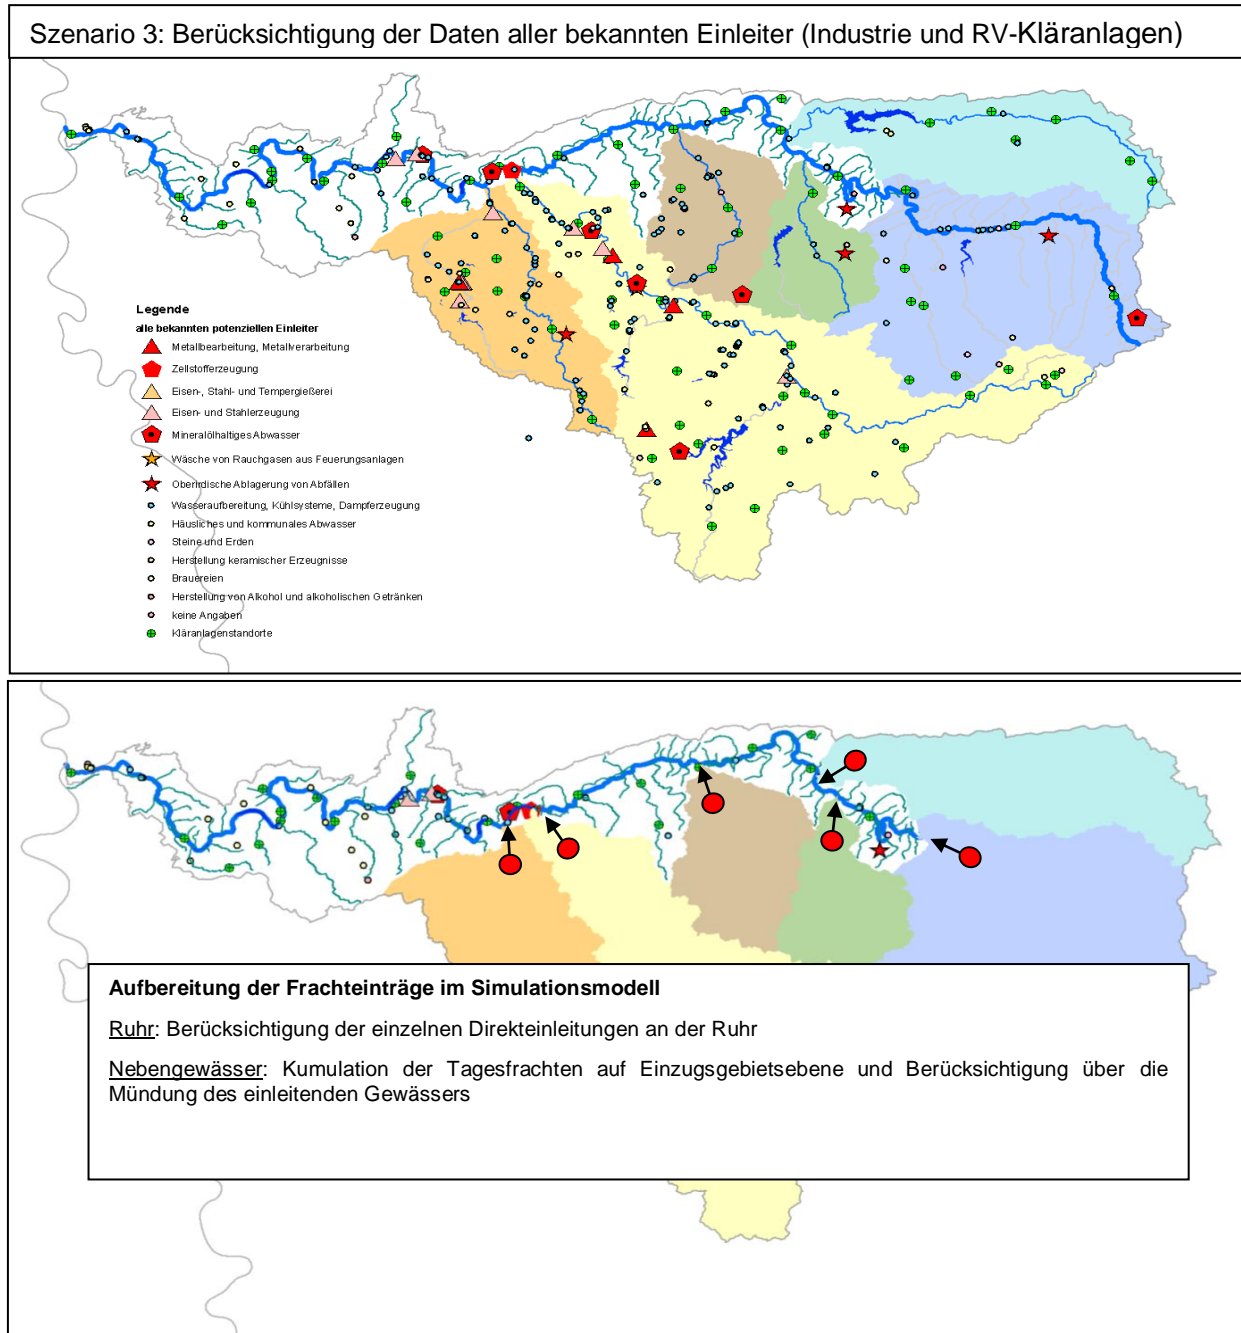 Szenario 3: Berücksichtigung der Daten aller bekannten Einleiter (Industrie und RV-Kläranlagen)
Legende
alle bekannten potenziellen Einleiter
Metallbearbeitung, Metallverarbeitung
Zellstofferzeugung
Eisen-, Stahl- und Tempergießerei
Eisen- und Stahlerzeugung
Mineralölhaltiges Abwasser
Wäsche von Rauchgasen aus Feuerungsanlagen
Oberirdische Ablagerung von Abfällen
Wasseraufbereitung, Kühlsysteme, Dampferzeugung
Häusliches und kommunales Abwasser
Steine und Erden
Herstellung keramischer Erzeugnisse
Brauereien
Herstellung von Alkohol und alkoholischen Getränken
keine Angaben
Kläranlagenstandorte
Aufbereitung der Frachteinträge im Simulationsmodell
Ruhr: Berücksichtigung der einzelnen Direkteinleitungen an der Ruhr
Nebengewässer: Kumulation der Tagesfrachten auf Einzugsgebietsebene und Berücksichtigung über die
Mündung des einleitenden Gewässers